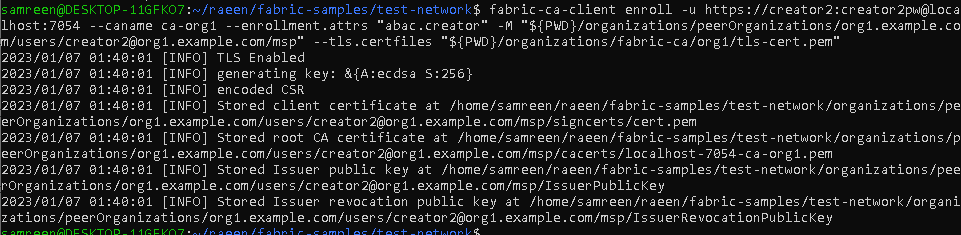 samreen@DESKTOP-11GFKO7:~/raeen/fabric-samples/test-network$ fabric-ca-client enroll -u https://creator2:creator2pw@loca
lhost:7054 --caname ca-org1 --enrollment.attrs "abac.creator" -M "${PWD}/organizations/peerOrganizations/org1.example.co
m/users/creator2@org1.example.com/msp" --tls.certfiles "${PWD}/organizations/fabric-ca/org1/tls-cert.pem"
2023/01/07 01:40:01 [INFO] TLS Enabled
2023/01/07 01:40:01 [INFO] generating key: &{A:ecdsa S:256}
2023/01/07 01:40:01 [INFO] encoded CSR
2023/01/07 01:40:01 [INFO] Stored client certificate at /home/samreen/raeen/fabric-samples/test-network/organizations/pe
erOrganizations/org1.example.com/users/creator2@org1.example.com/msp/signcerts/cert.pem
2023/01/07 01:40:01 [INFO] Stored root CA certificate at /home/samreen/raeen/fabric-samples/test-network/organizations/p
eerOrganizations/org1.example.com/users/creator2@org1.example.com/msp/cacerts/localhost-7054-ca-org1.pem
2023/01/07 01:40:01 [INFO] Stored Issuer public key at /home/samreen/raeen/fabric-samples/test-network/organizations/pee
rOrganizations/org1.example.com/users/creator2@org1.example.com/msp/IssuerPublicKey
2023/01/07 01:40:01 [INFO] Stored Issuer revocation public key at /home/samreen/raeen/fabric-samples/test-network/organi
zations/peerOrganizations/org1.example.com/users/creator2@org1.example.com/msp/IssuerRevocationPublicKey
samreen@DESKTOP-11GFKO7:~/raeen/fabric-samples/test-network$